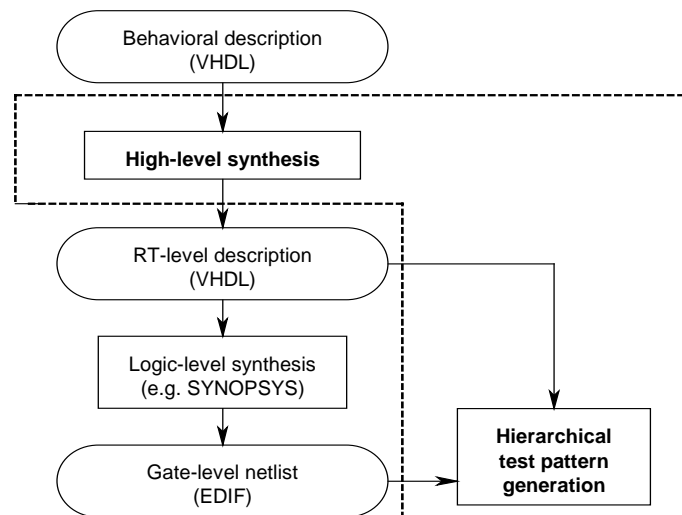 Behavioral description
(VHDL)
High-level synthesis
RT-level description
(VHDL)
Logic-level synthesis
(e.g. SYNOPSYS)
Hierarchical
test pattern
generation
Gate-level netlist
(EDIF)